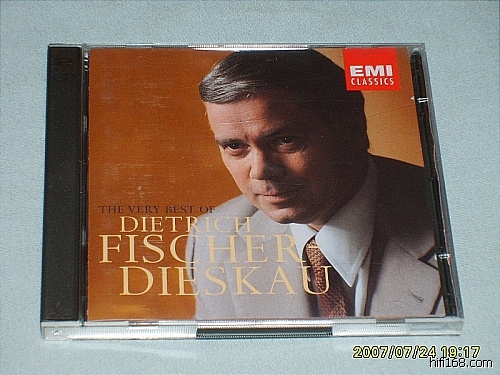 EMI
CLASSICS
THE VERY BEST OF
DIETRICH
FISCHER-
DIESKAU
2007/07/24 19:17
hifi168.com